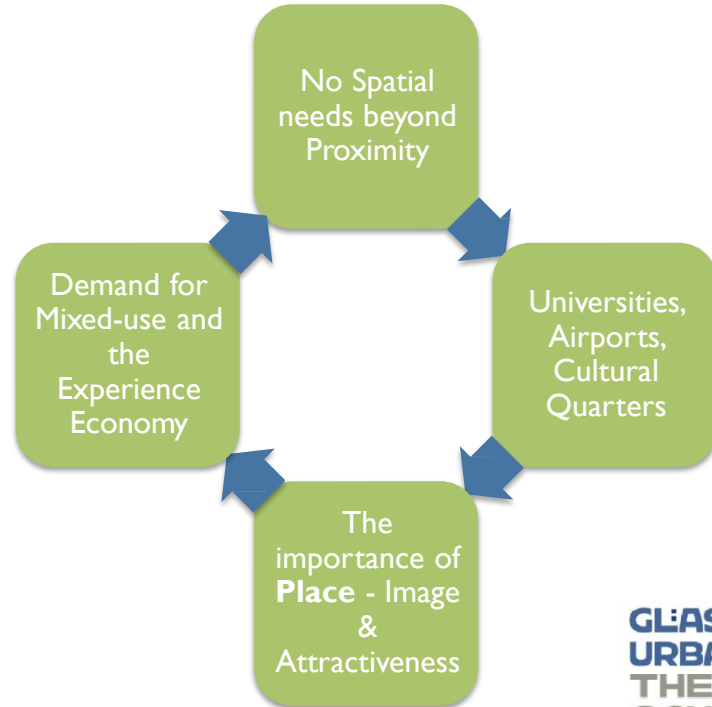 No Spatial
needs beyond
Proximity
Universities,
Airports,
Cultural
Quarters
The
importance of
Place - Image
&
Attractiveness
Demand for
Mixed-use and
the
Experience
Economy
THE